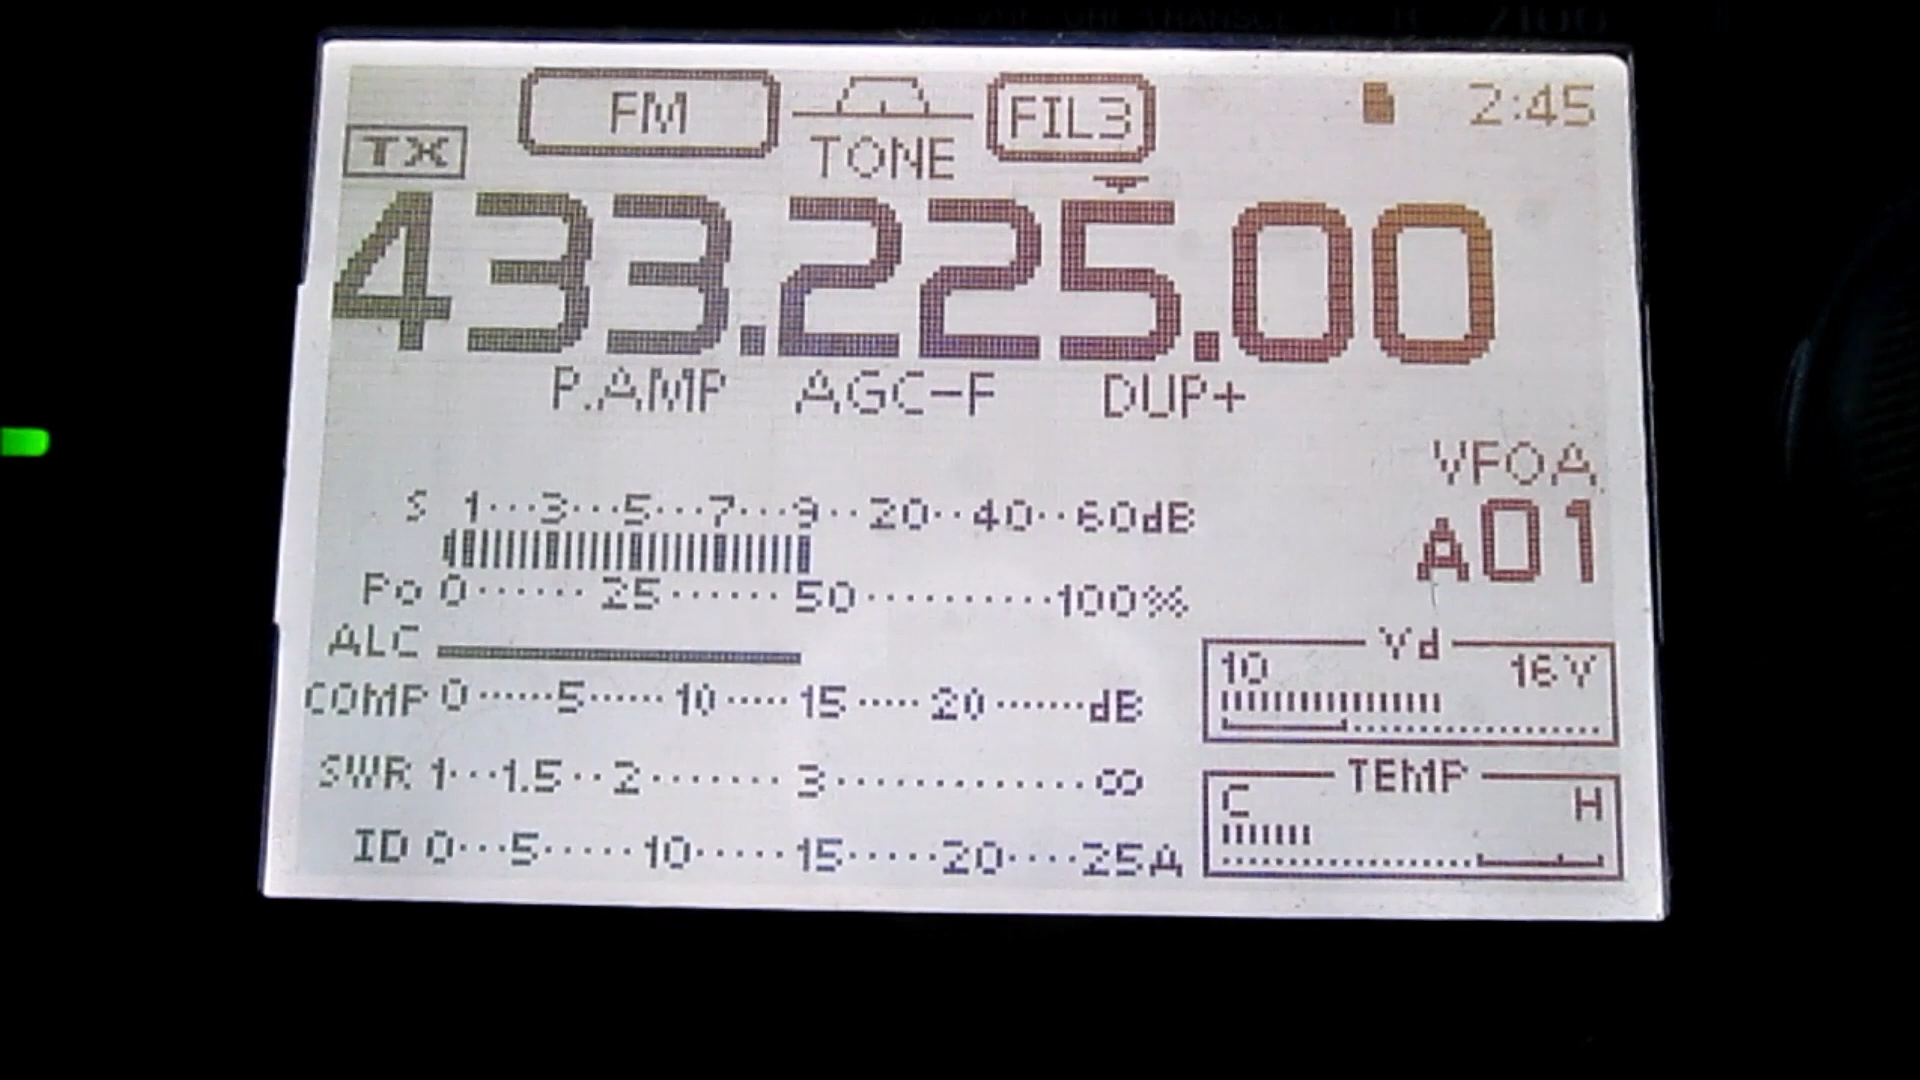 FM FIL3 2:45
TX TONE
433.225.00
P.AMP AGC-F DUP+
VFOA
A01
S 1···3···5···7···9··20··40··60dB
Po 0······25······50··········100%
ALC
COMP 0·····5·····10·····15·····20······dB
SWR 1···1.5··2·······3·············∞
ID 0···5·····10·····15·····20····25A
Vd
10 16V
TEMP
C H